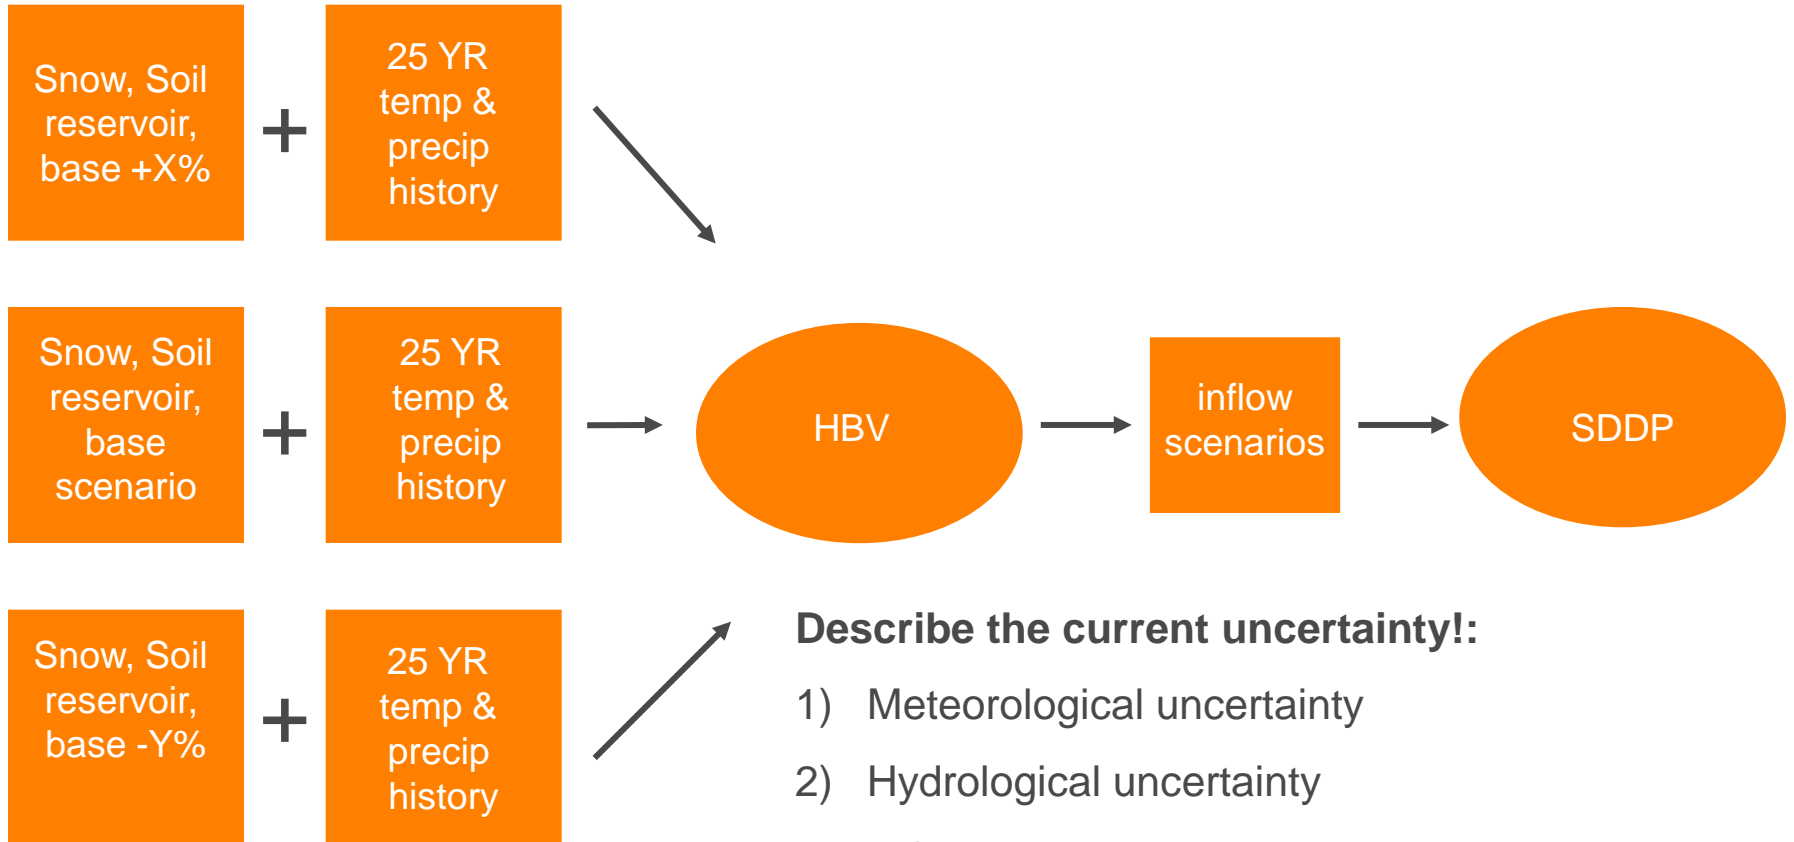 Snow, Soil
reservoir,
base +X%
+
25 YR
temp &
precip
history
Snow, Soil
reservoir,
base
scenario
+
25 YR
temp &
precip
history
HBV
inflow
scenarios
SDDP
Snow, Soil
reservoir,
base -Y%
+
25 YR
temp &
precip
history
Describe the current uncertainty!:
1) Meteorological uncertainty
2) Hydrological uncertainty